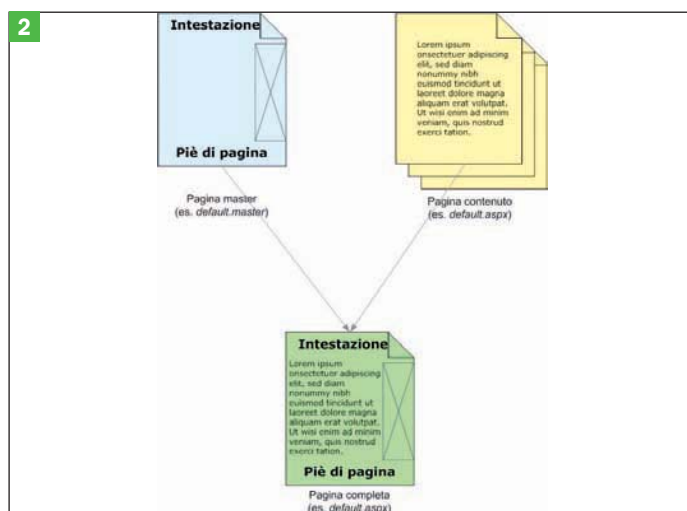 2
Intestazione
Piè di pagina
Pagina master
(es. default.master)
Lorem ipsum
onsectetuer adipiscing
elit, sed diam
nonummy nibh
euismod tincidunt ut
laoreet dolore magna
aliquam erat volutpat.
Ut wisi enim ad minim
veniam, quis nostrud
exerci tation.
Pagina contenuto
(es. default.aspx)
Intestazione
Lorem ipsum
onsectetuer adipiscing
elit, sed diam
nonummy nibh
euismod tincidunt ut
laoreet dolore magna
aliquam erat volutpat.
Ut wisi enim ad minim
veniam, quis nostrud
exerci tation.
Piè di pagina
Pagina completa
(es. default.aspx)